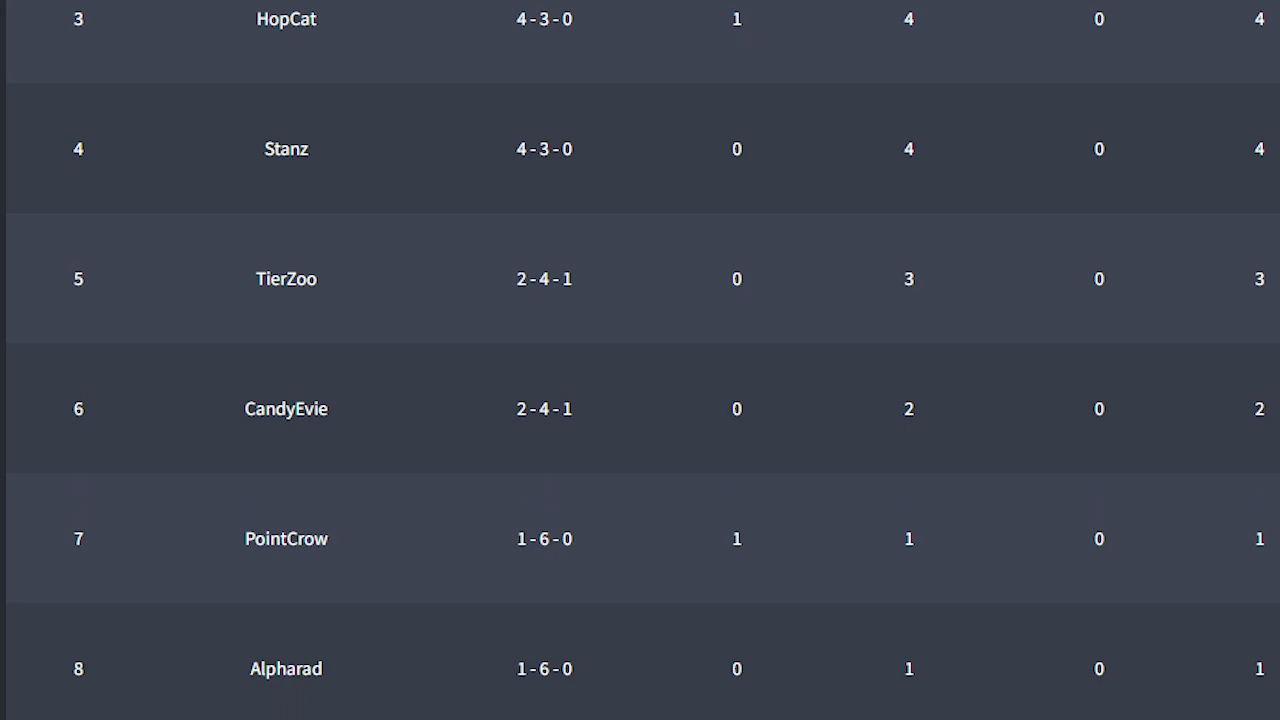 3 HopCat 4 - 3 - 0 1 4 0 4
4 Stanz 4 - 3 - 0 0 4 0 4
5 TierZoo 2 - 4 - 1 0 3 0 3
6 CandyEvie 2 - 4 - 1 0 2 0 2
7 PointCrow 1 - 6 - 0 1 1 0 1
8 Alpharad 1 - 6 - 0 0 1 0 1